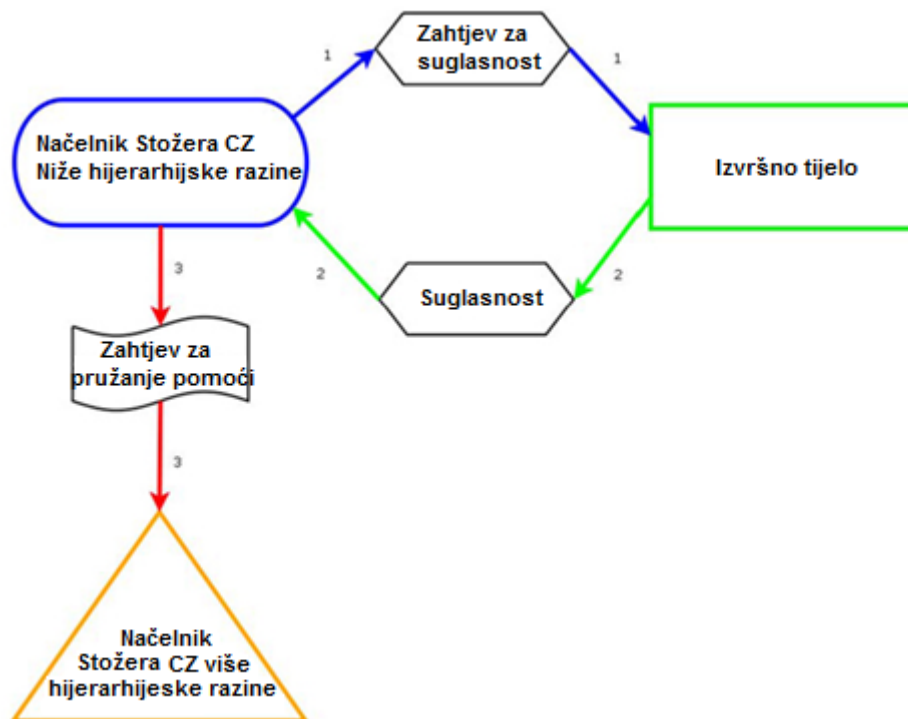 Zahtjev za
suglasnost
1
1
Načelnik Stožera CZ
Niže hijerarhijske razine
Izvršno tijelo
2
2
Suglasnost
3
Zahtjev za
pružanje pomoći
3
Načelnik
Stožera CZ više
hijerarhijeske razine